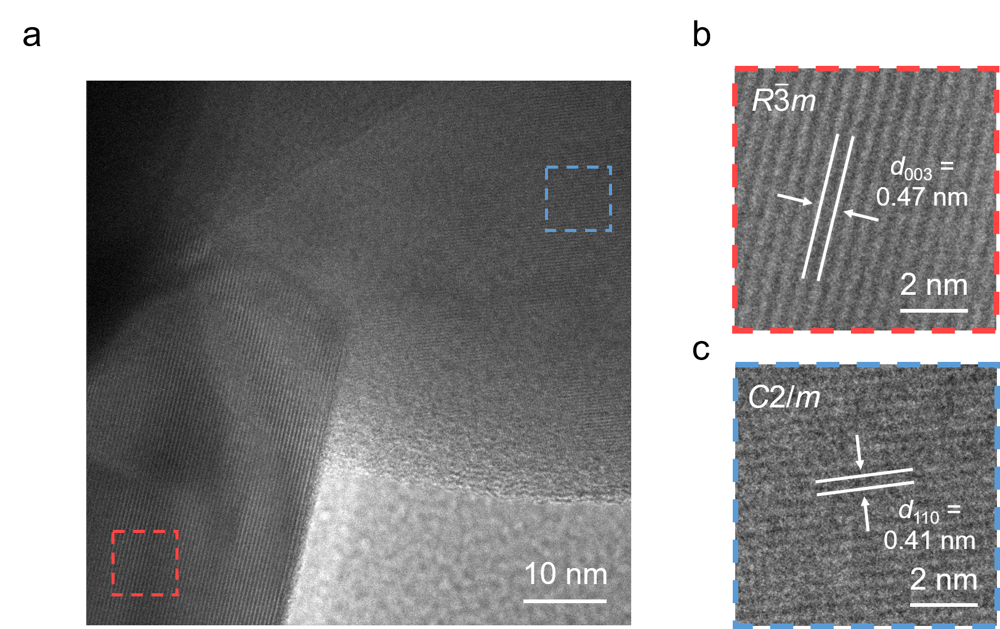 a
b
R3̅m
d003 =
0.47 nm
2 nm
10 nm
c
C2/m
d110 =
0.41 nm
2 nm